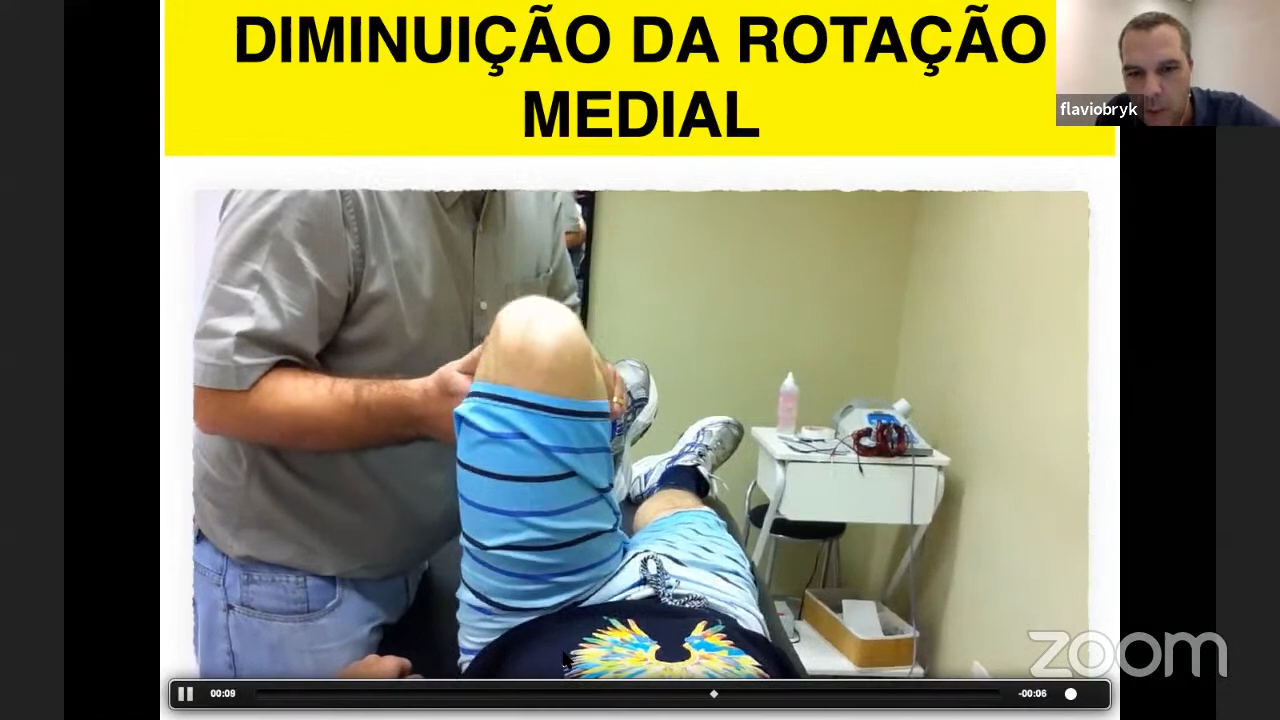 DIMINUIÇÃO DA ROTAÇÃO
MEDIAL
flaviobryk
zoom
00:09
-00:06